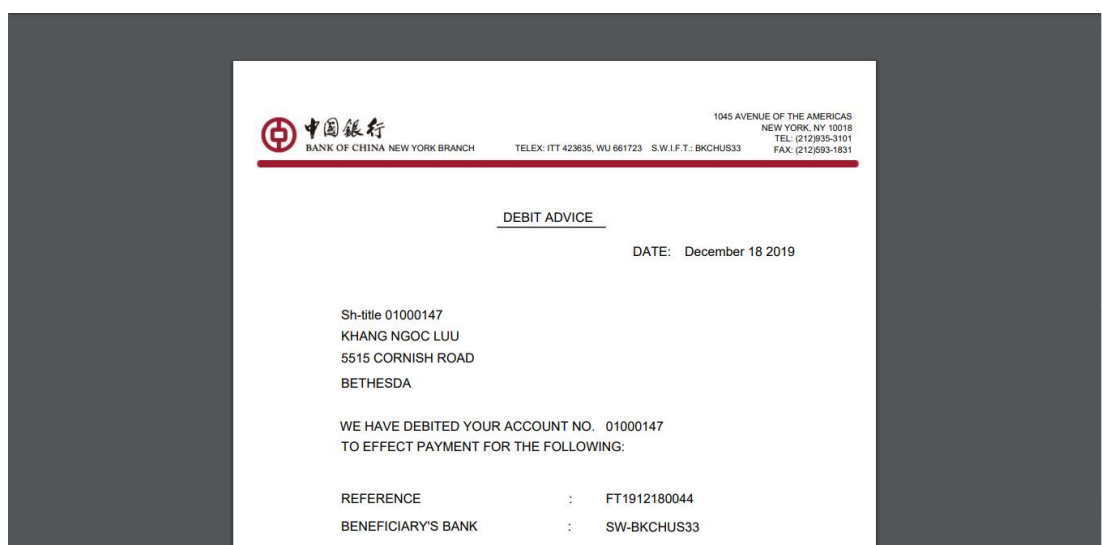 中国銀行
BANK OF CHINA NEW YORK BRANCH
TELEX: ITT 423635, WU 661723 S.W.I.F.T.: BKCHUS33
1045 AVENUE OF THE AMERICAS
NEW YORK, NY 10018
TEL: (212)935-3101
FAX: (212)593-1831
DEBIT ADVICE
DATE: December 18 2019
Sh-title 01000147
KHANG NGOC LUU
5515 CORNISH ROAD
BETHESDA
WE HAVE DEBITED YOUR ACCOUNT NO. 01000147
TO EFFECT PAYMENT FOR THE FOLLOWING:
REFERENCE : FT1912180044
BENEFICIARY'S BANK : SW-BKCHUS33